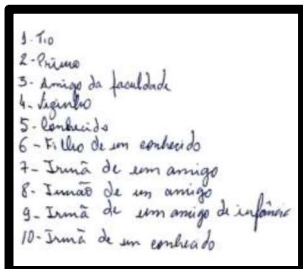 1-Tio
2-Primo
3-Amigo da faculdade
4-Vizinho
5-Conhecido
6-Filho de um conhecido
7-Irmã de um amigo
8-Irmão de um amigo
9-Irmã de um amigo de infância
10-Irmã de um conhecido